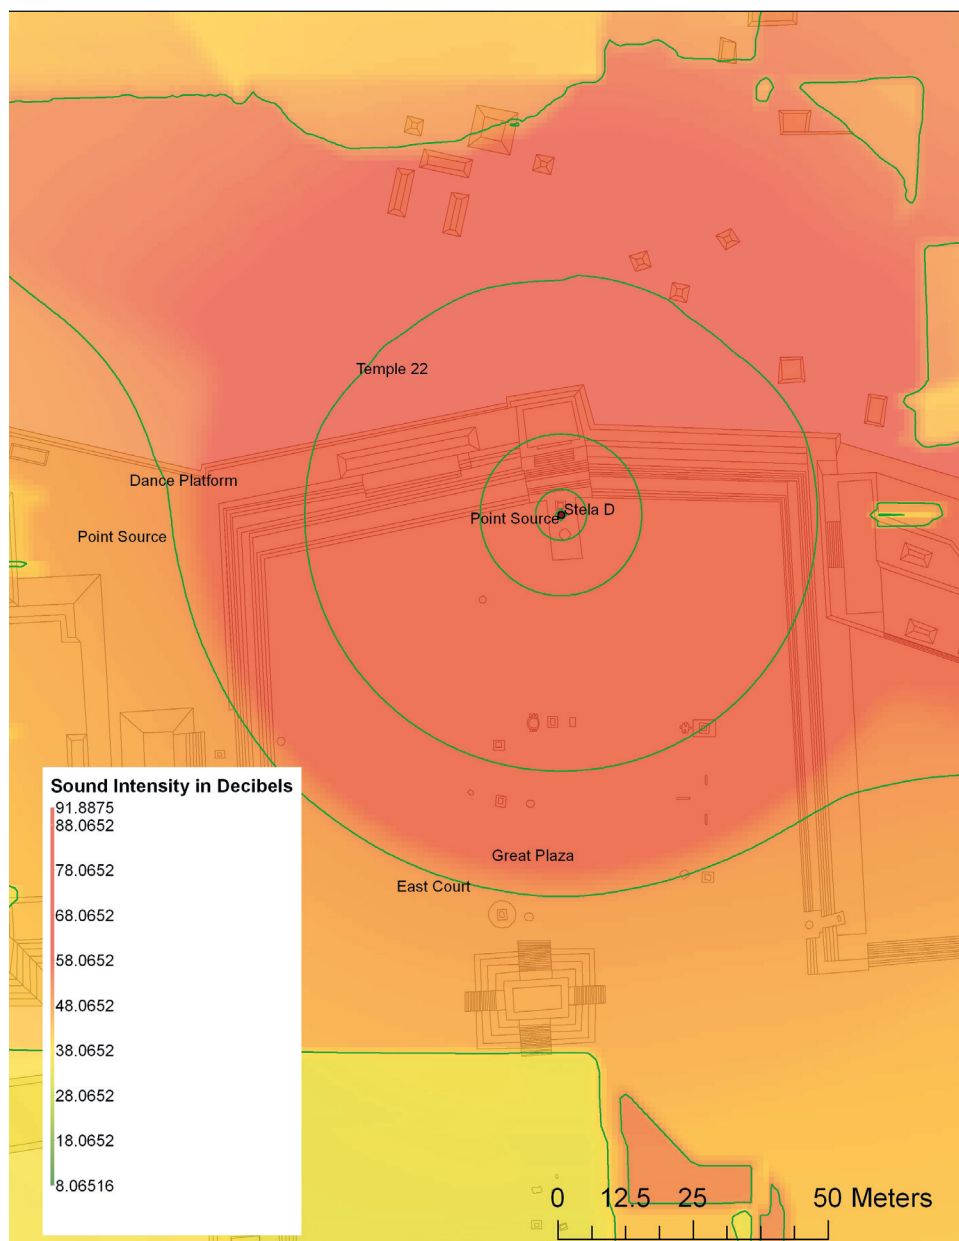 Temple 22
Dance Platform
Point Source
Point Source
Stela D
Great Plaza
East Court
Sound Intensity in Decibels
91.8875
88.0652
78.0652
68.0652
58.0652
48.0652
38.0652
28.0652
18.0652
8.06516
0 12.5 25 50 Meters